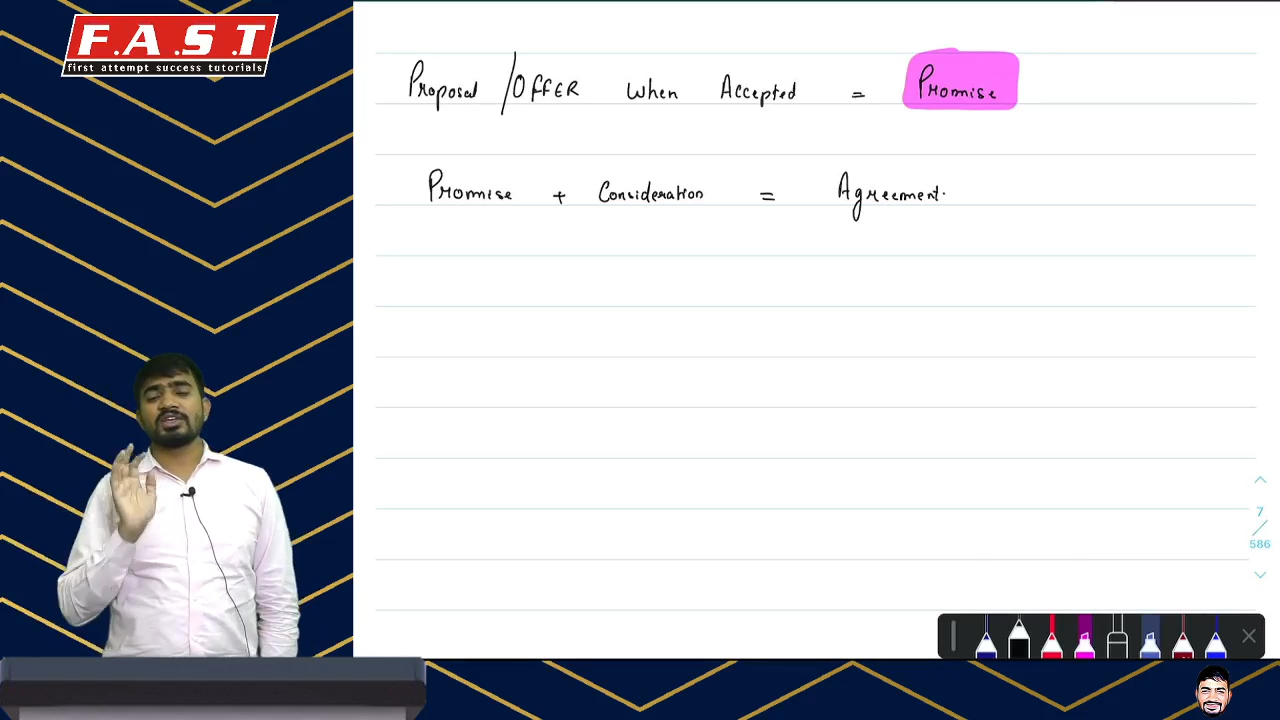 F.A.S.T
first attempt success tutorials
Proposal / OFFER When Accepted = Promise
Promise + Consideration = Agreement.
7
/
586